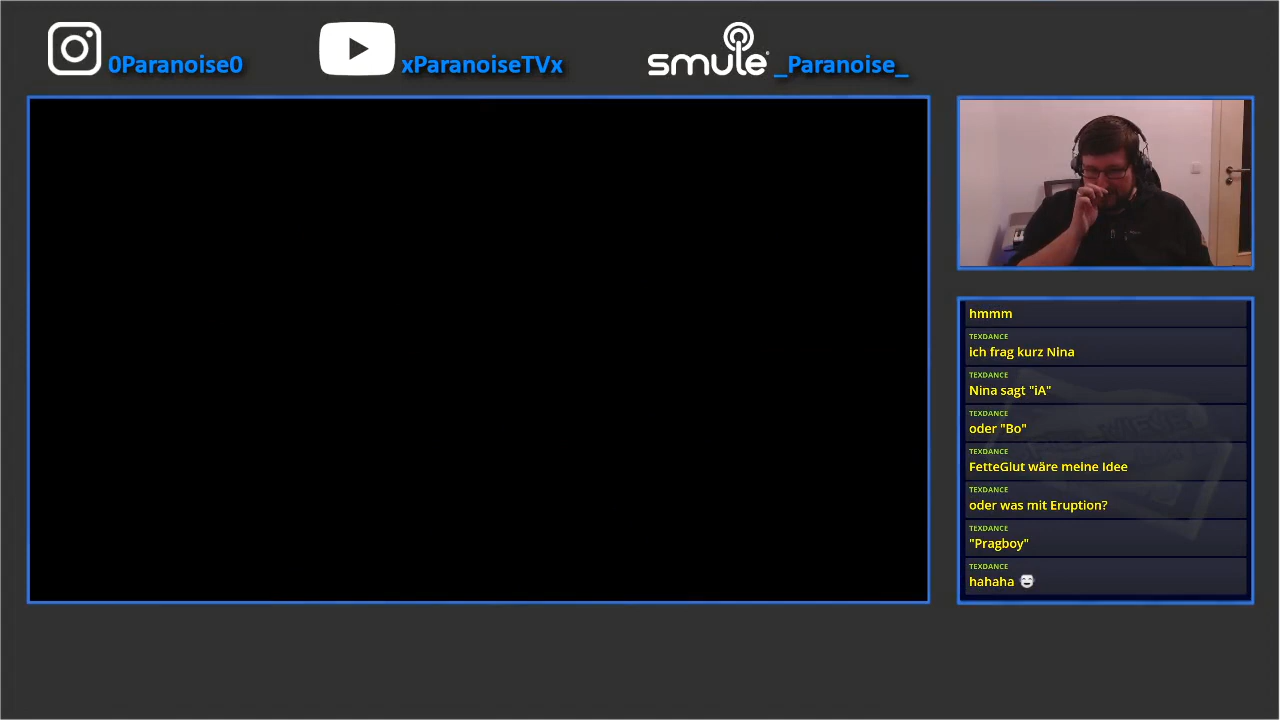 0Paranoise0
xParanoiseTVx
smule
_Paranoise_
hmmm
TEXDANCE
ich frag kurz Nina
TEXDANCE
Nina sagt "iA"
TEXDANCE
oder "Bo"
TEXDANCE
FetteGlut wäre meine Idee
TEXDANCE
oder was mit Eruption?
TEXDANCE
"Pragboy"
TEXDANCE
hahaha